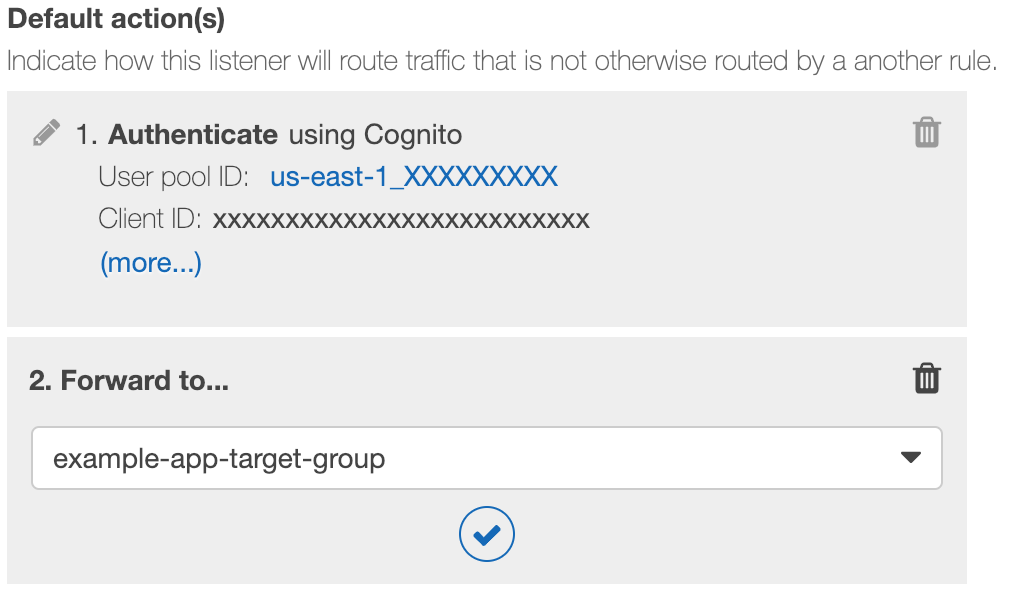 Default action(s)
Indicate how this listener will route traffic that is not otherwise routed by a another rule.
1. Authenticate using Cognito
User pool ID: us-east-1_XXXXXXXXX
Client ID: xxxxxxxxxxxxxxxxxxxxxxxxxx
(more...)
2. Forward to...
example-app-target-group